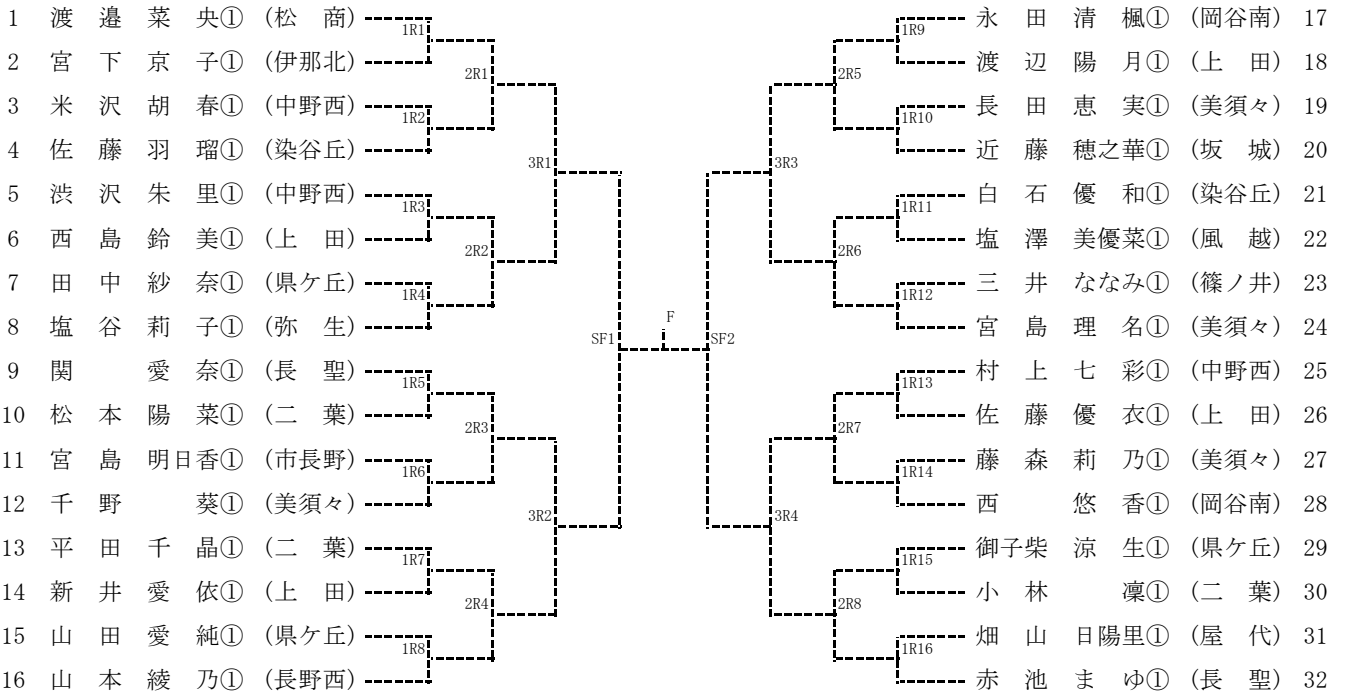 1 渡 邉 菜 央① (松 商)
1R1
2 宮 下 京 子① (伊那北)
2R1
3 米 沢 胡 春① (中野西)
1R2
4 佐 藤 羽 瑠① (染谷丘)
3R1
5 渋 沢 朱 里① (中野西)
1R3
6 西 島 鈴 美① (上 田)
2R2
7 田 中 紗 奈① (県ケ丘)
1R4
8 塩 谷 莉 子① (弥 生)
SF1
9 関 愛 奈① (長 聖)
1R5
10 松 本 陽 菜① (二 葉)
2R3
11 宮 島 明日香① (市長野)
1R6
12 千 野 葵① (美須々)
3R2
13 平 田 千 晶① (二 葉)
1R7
14 新 井 愛 依① (上 田)
2R4
15 山 田 愛 純① (県ケ丘)
1R8
16 山 本 綾 乃① (長野西)
F
永 田 清 楓① (岡谷南) 17
1R9
渡 辺 陽 月① (上 田) 18
2R5
長 田 恵 実① (美須々) 19
1R10
近 藤 穂之華① (坂 城) 20
3R3
白 石 優 和① (染谷丘) 21
1R11
塩 澤 美優菜① (風 越) 22
2R6
三 井 ななみ① (篠ノ井) 23
1R12
宮 島 理 名① (美須々) 24
SF2
村 上 七 彩① (中野西) 25
1R13
佐 藤 優 衣① (上 田) 26
2R7
藤 森 莉 乃① (美須々) 27
1R14
西 悠 香① (岡谷南) 28
3R4
御子柴 涼 生① (県ケ丘) 29
1R15
小 林 凜① (二 葉) 30
2R8
畑 山 日陽里① (屋 代) 31
1R16
赤 池 ま ゆ① (長 聖) 32